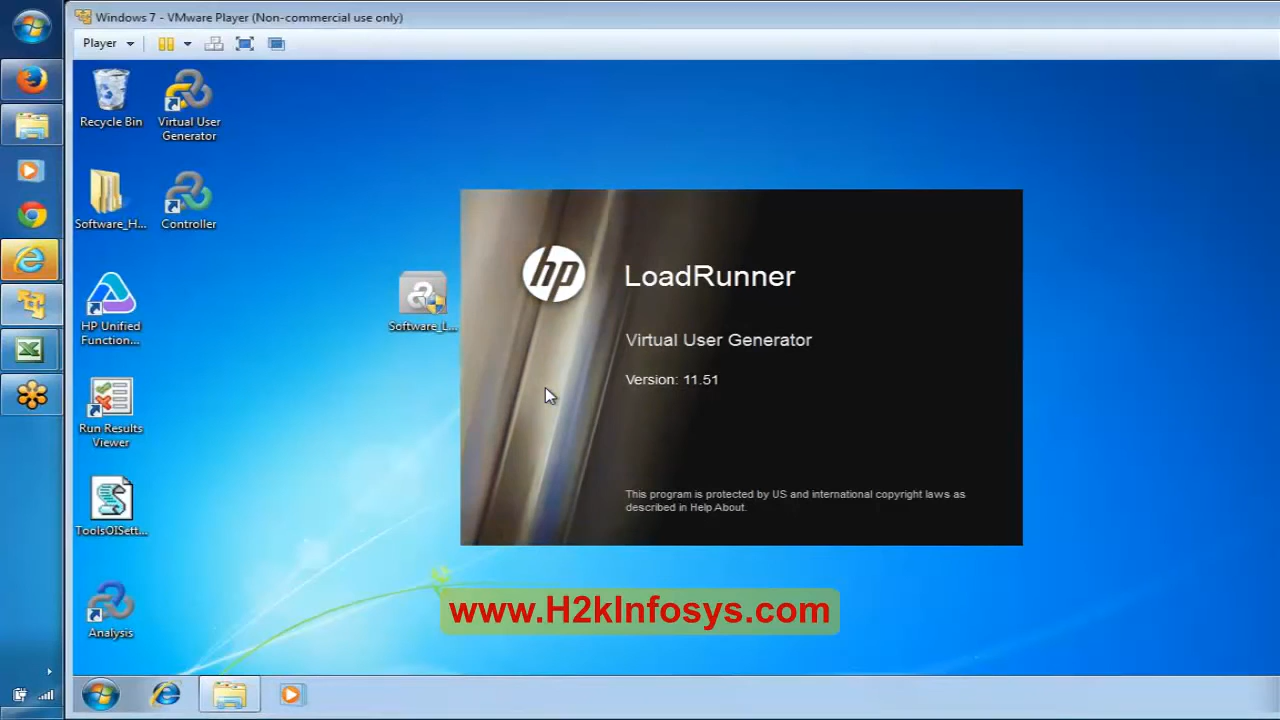 Windows 7 - VMware Player (Non-commercial use only)
Player
Recycle Bin
Virtual User
Generator
Software_H...
Controller
HP Unified
Function...
Software_L...
Run Results
Viewer
ToolsOISett...
Analysis
hp
LoadRunner
Virtual User Generator
Version: 11.51
This program is protected by US and international copyright laws as
described in Help About.
www.H2kInfosys.com